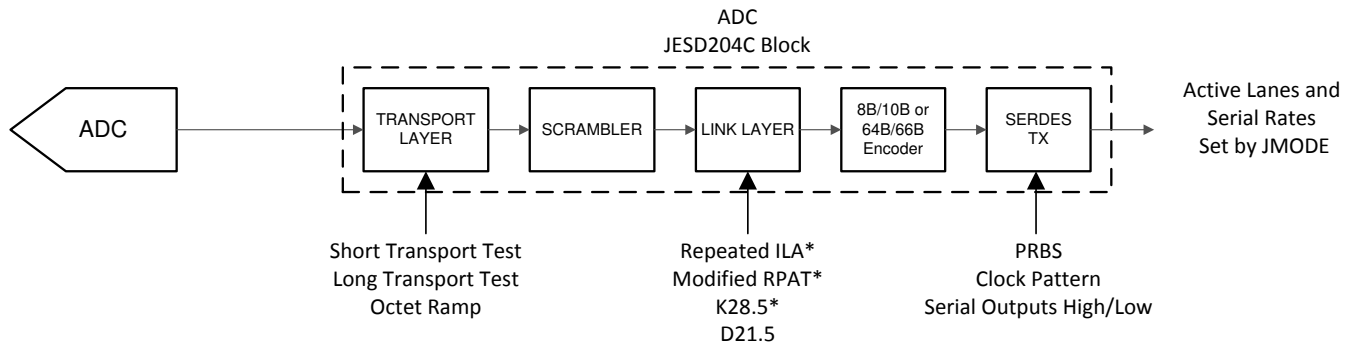 ADC
JESD204C Block
ADC
TRANSPORT
LAYER
SCRAMBLER
LINK LAYER
8B/10B or
64B/66B
Encoder
SERDES
TX
Active Lanes and
Serial Rates
Set by JMODE
Short Transport Test
Long Transport Test
Octet Ramp
Repeated ILA*
Modified RPAT*
K28.5*
D21.5
PRBS
Clock Pattern
Serial Outputs High/Low